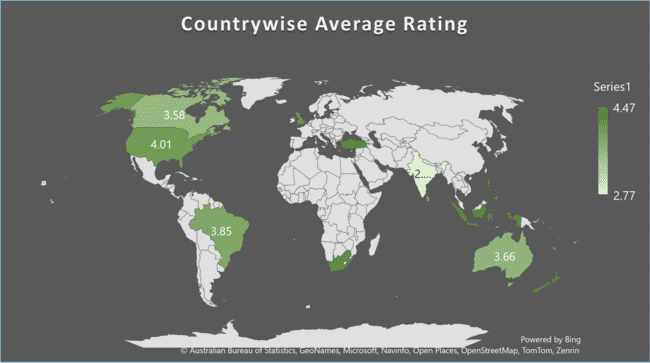 Countrywise Average Rating
Series1
4.47
3.58
4.01
2....
2.77
3.85
3.66
Powered by Bing
© Australian Bureau of Statistics, GeoNames, Microsoft, Navinfo, Open Places, OpenStreetMap, TomTom, Zenrin